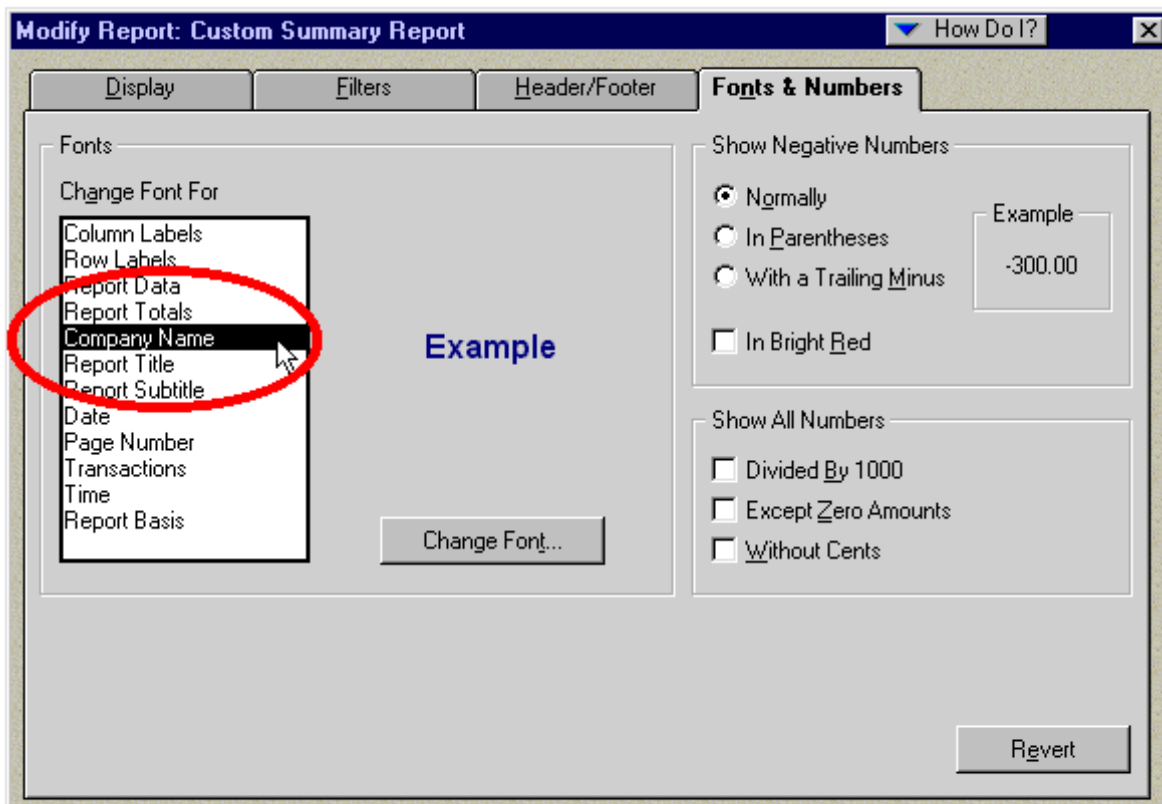 Modify Report: Custom Summary Report
How Do I?
Display
Filters
Header/Footer
Fonts & Numbers
Fonts
Change Font For
Column Labels
Row Labels
Report Data
Report Totals
Company Name
Report Title
Report Subtitle
Date
Page Number
Transactions
Time
Report Basis
Example
Change Font...
Show Negative Numbers
Normally
In Parentheses
With a Trailing Minus
Example
-300.00
In Bright Red
Show All Numbers
Divided By 1000
Except Zero Amounts
Without Cents
Revert